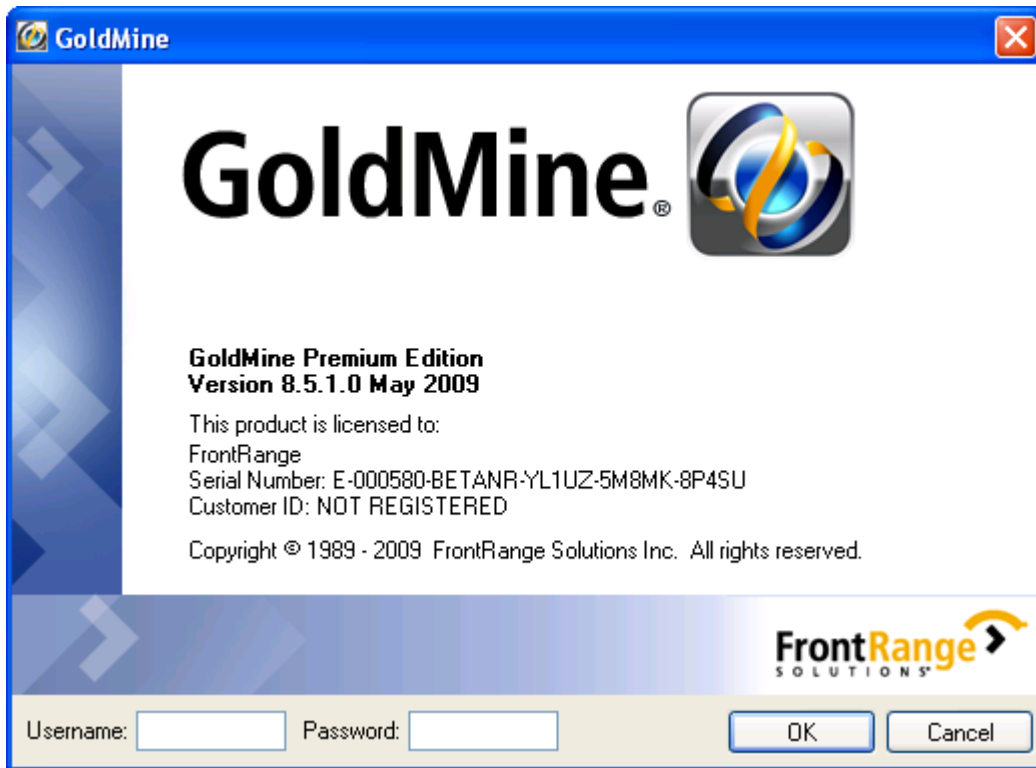 GoldMine
GoldMine®
GoldMine Premium Edition
Version 8.5.1.0 May 2009
This product is licensed to:
FrontRange
Serial Number: E-000580-BETANR-YL1UZ-5M8MK-8P4SU
Customer ID: NOT REGISTERED
Copyright © 1989 - 2009 FrontRange Solutions Inc. All rights reserved.
FrontRange
SOLUTIONS
Username: Password: OK Cancel